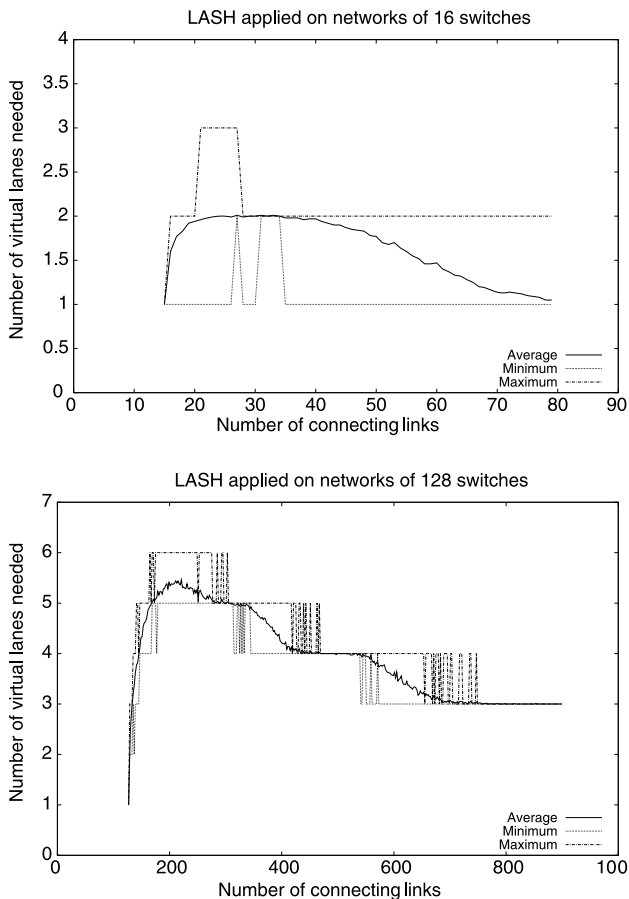 LASH applied on networks of 16 switches
4
3.5
3
2.5
2
1.5
1
0.5
0
Number of virtual lanes needed
Average
Minimum
Maximum
0 10 20 30 40 50 60 70 80 90
Number of connecting links
LASH applied on networks of 128 switches
7
6
5
4
3
2
1
0
Number of virtual lanes needed
Average
Minimum
Maximum
0 200 400 600 800 100
Number of connecting links